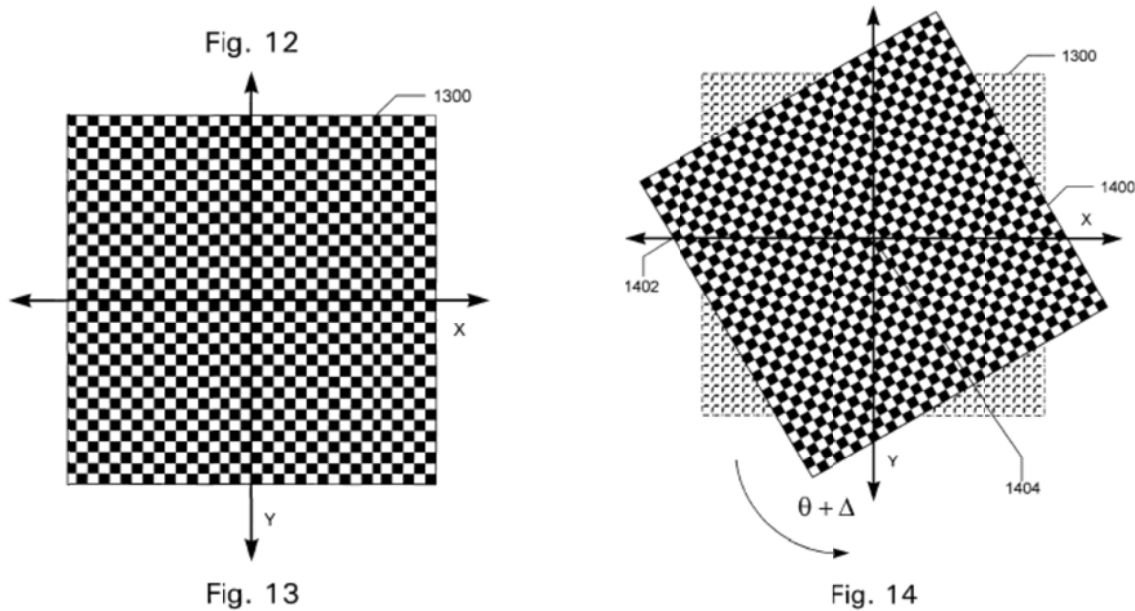 Fig. 12
1300
X
Y
Fig. 13
1300
1400
X
1402
Y
1404
θ + Δ
Fig. 14